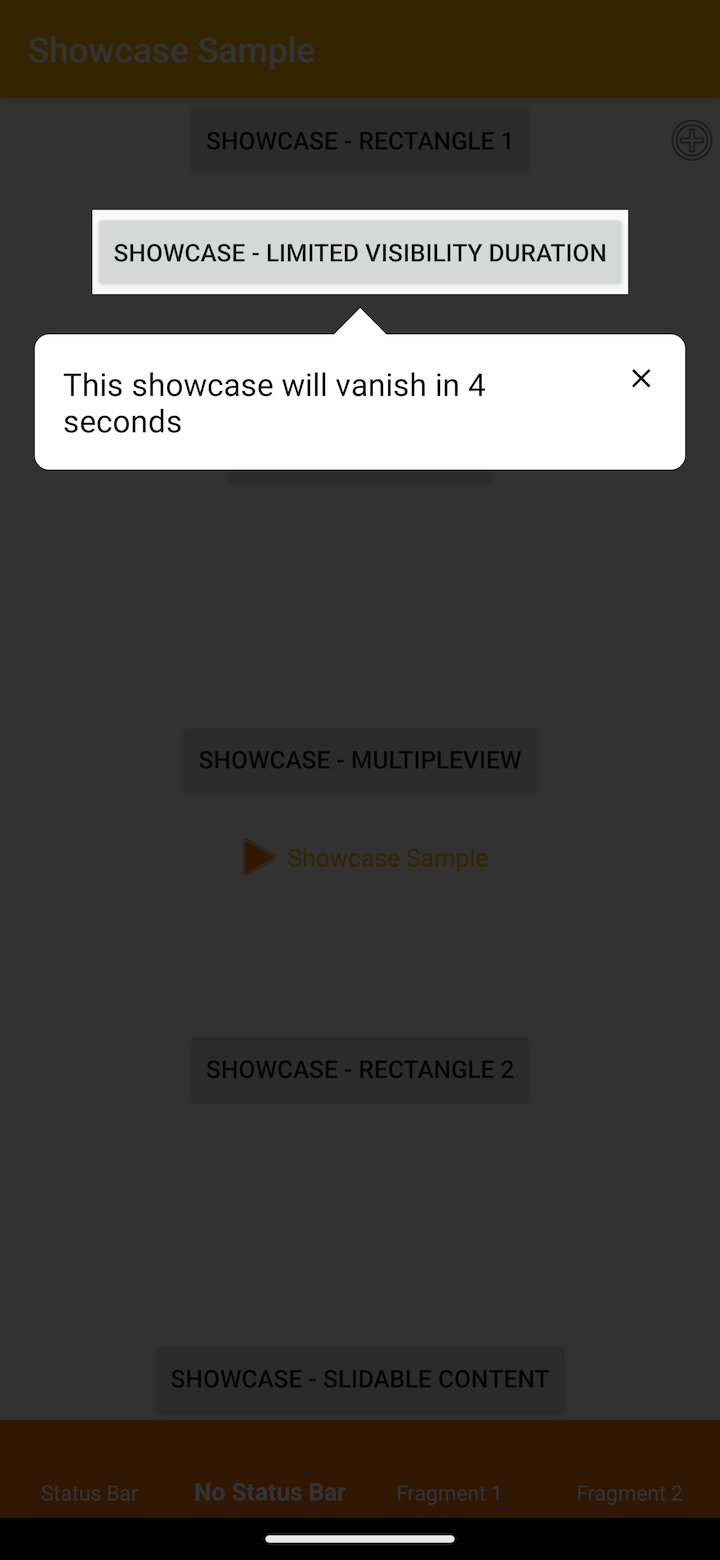 Showcase Sample
SHOWCASE - RECTANGLE 1
SHOWCASE - LIMITED VISIBILITY DURATION
This showcase will vanish in 4
seconds
SHOWCASE - MULTIPLEVIEW
Showcase Sample
SHOWCASE - RECTANGLE 2
SHOWCASE - SLIDABLE CONTENT
Status Bar
No Status Bar
Fragment 1
Fragment 2